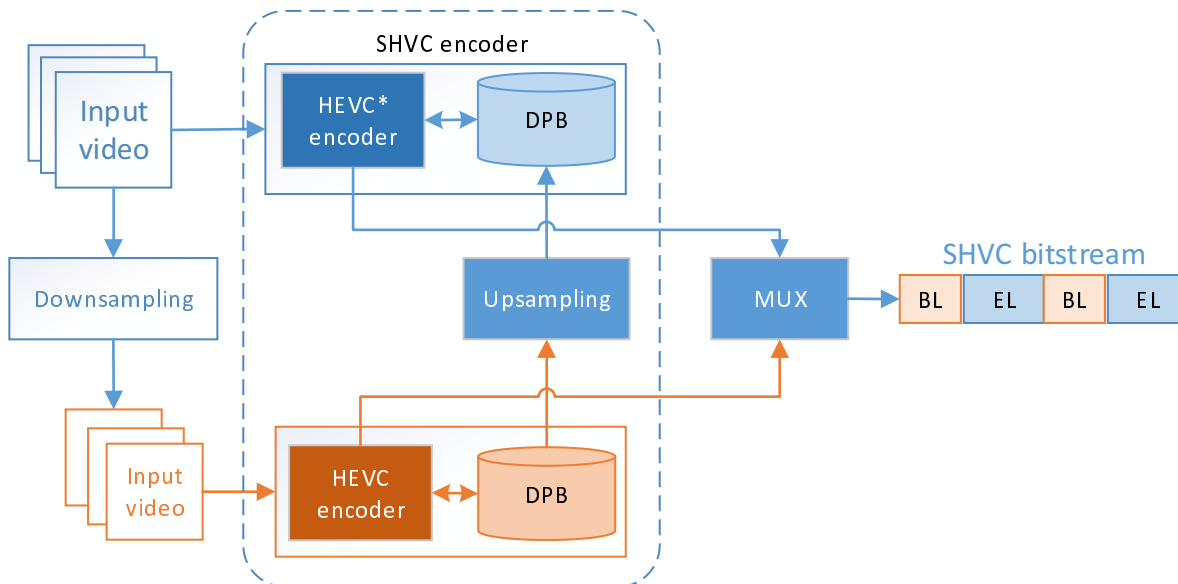 SHVC encoder
Input
video
HEVC*
encoder
DPB
Downsampling
Upsampling
MUX
SHVC bitstream
BL
EL
BL
EL
Input
video
HEVC
encoder
DPB